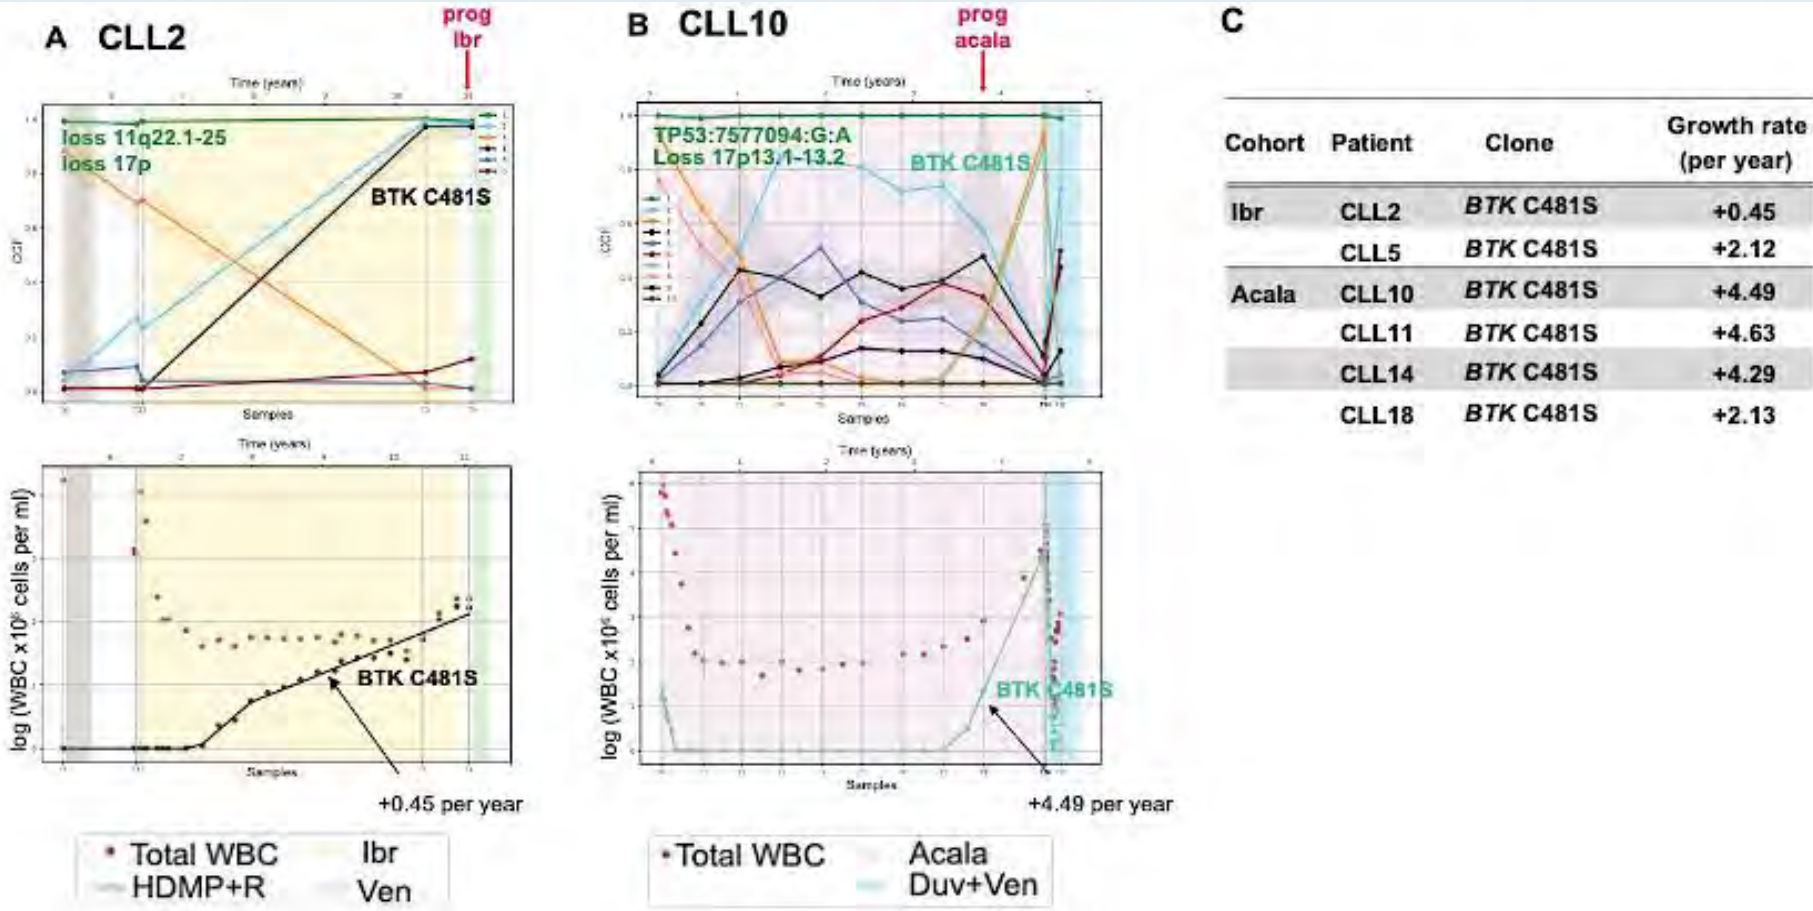 A CLL2
prog
Ibr
Time (years)
loss 11q22.1-25
loss 17p
BTK C481S
CCF
Samples
Time (years)
log (WBC x10⁶ cells per ml)
BTK C481S
Samples
+0.45 per year
Total WBC
HDMP+R
Ibr
Ven
B CLL10
prog
acala
Time (years)
TP53:7577094:G:A
Loss 17p13.1-13.2
BTK C481S
CCF
Samples
Time (years)
log (WBC x10⁶ cells per ml)
BTK C481S
Samples
+4.49 per year
Total WBC
Acala
Duv+Ven
C
Cohort Patient Clone Growth rate
(per year)
Ibr CLL2 BTK C481S +0.45
CLL5 BTK C481S +2.12
Acala CLL10 BTK C481S +4.49
CLL11 BTK C481S +4.63
CLL14 BTK C481S +4.29
CLL18 BTK C481S +2.13